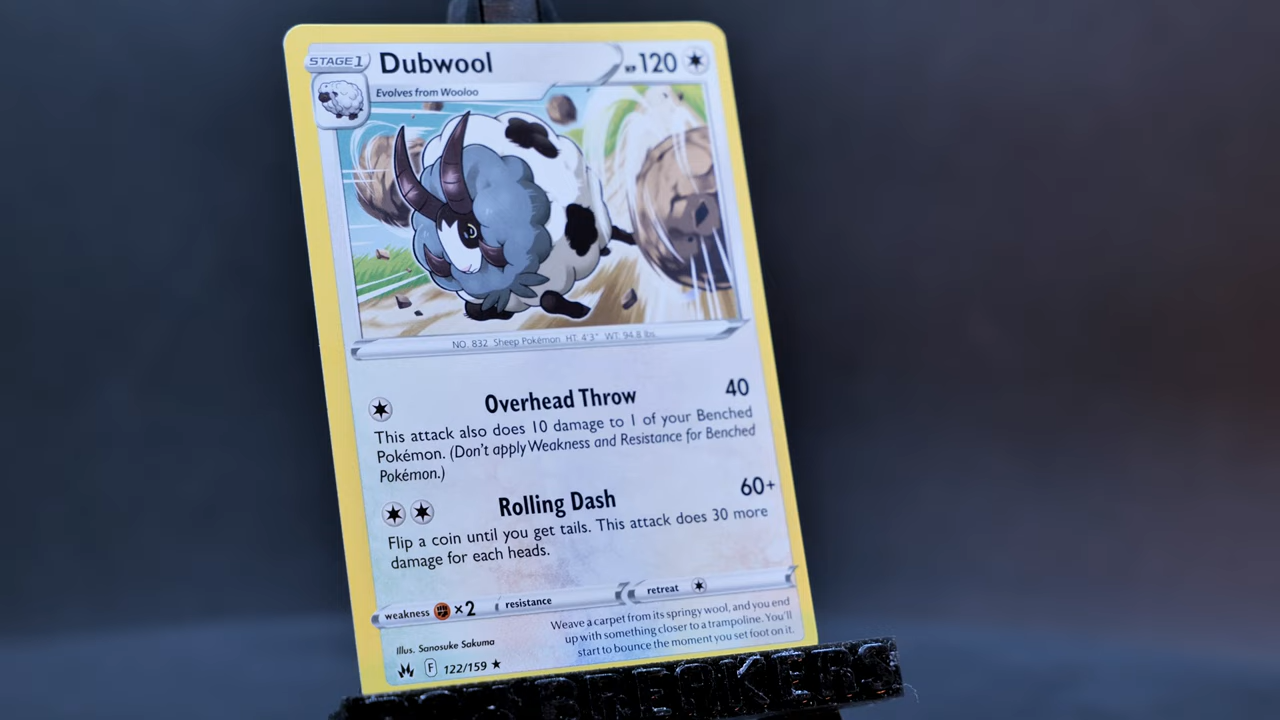 STAGE 1 Dubwool HP 120
Evolves from Wooloo
NO. 832 Sheep Pokémon HT: 4'3" WT: 94.8 lbs.
Overhead Throw 40
This attack also does 10 damage to 1 of your Benched
Pokémon. (Don't apply Weakness and Resistance for Benched
Pokémon.)
Rolling Dash 60+
Flip a coin until you get tails. This attack does 30 more
damage for each heads.
weakness ×2 resistance retreat
Weave a carpet from its springy wool, and you end
up with something closer to a trampoline. You'll
start to bounce the moment you set foot on it.
Illus. Sanosuke Sakuma
F 122/159 ★